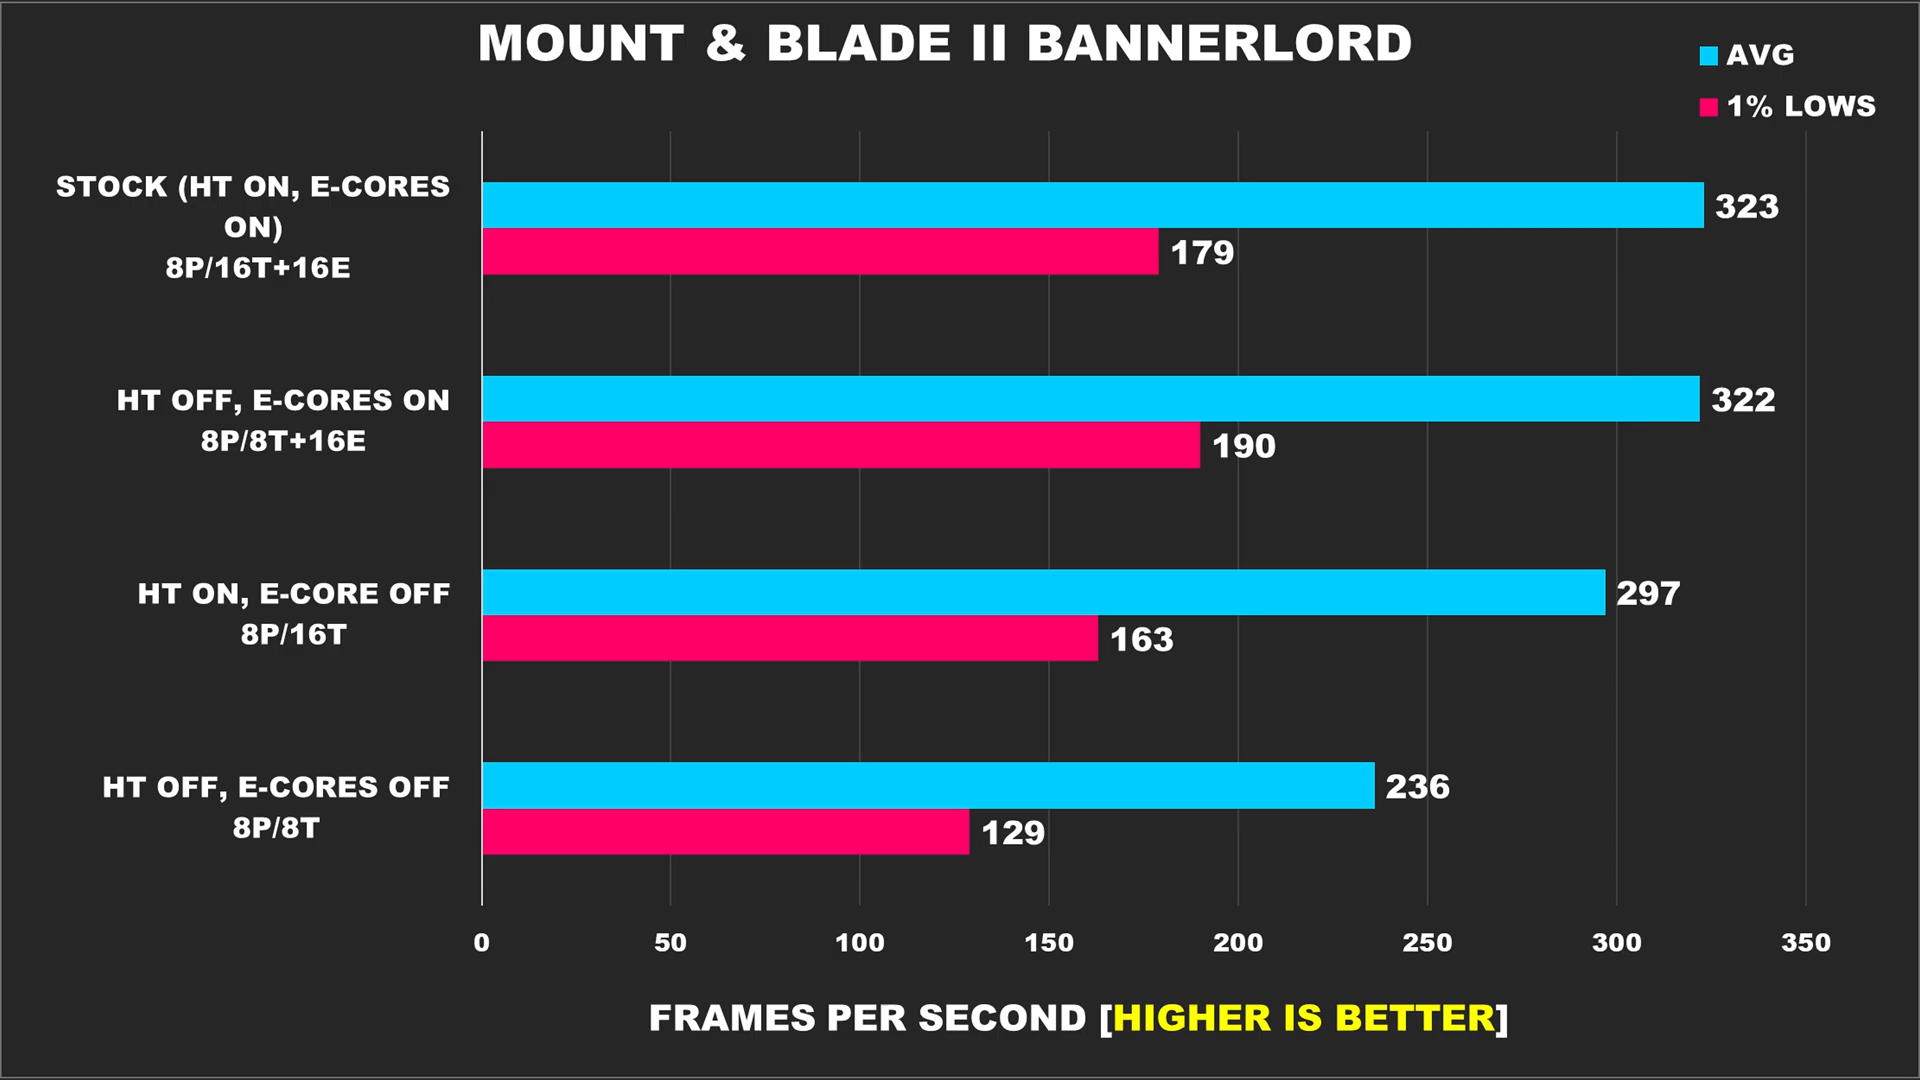 MOUNT & BLADE II BANNERLORD
AVG
1% LOWS
STOCK (HT ON, E-CORES
ON)
8P/16T+16E
323
179
HT OFF, E-CORES ON
8P/8T+16E
322
190
HT ON, E-CORE OFF
8P/16T
297
163
HT OFF, E-CORES OFF
8P/8T
236
129
0 50 100 150 200 250 300 350
FRAMES PER SECOND [HIGHER IS BETTER]